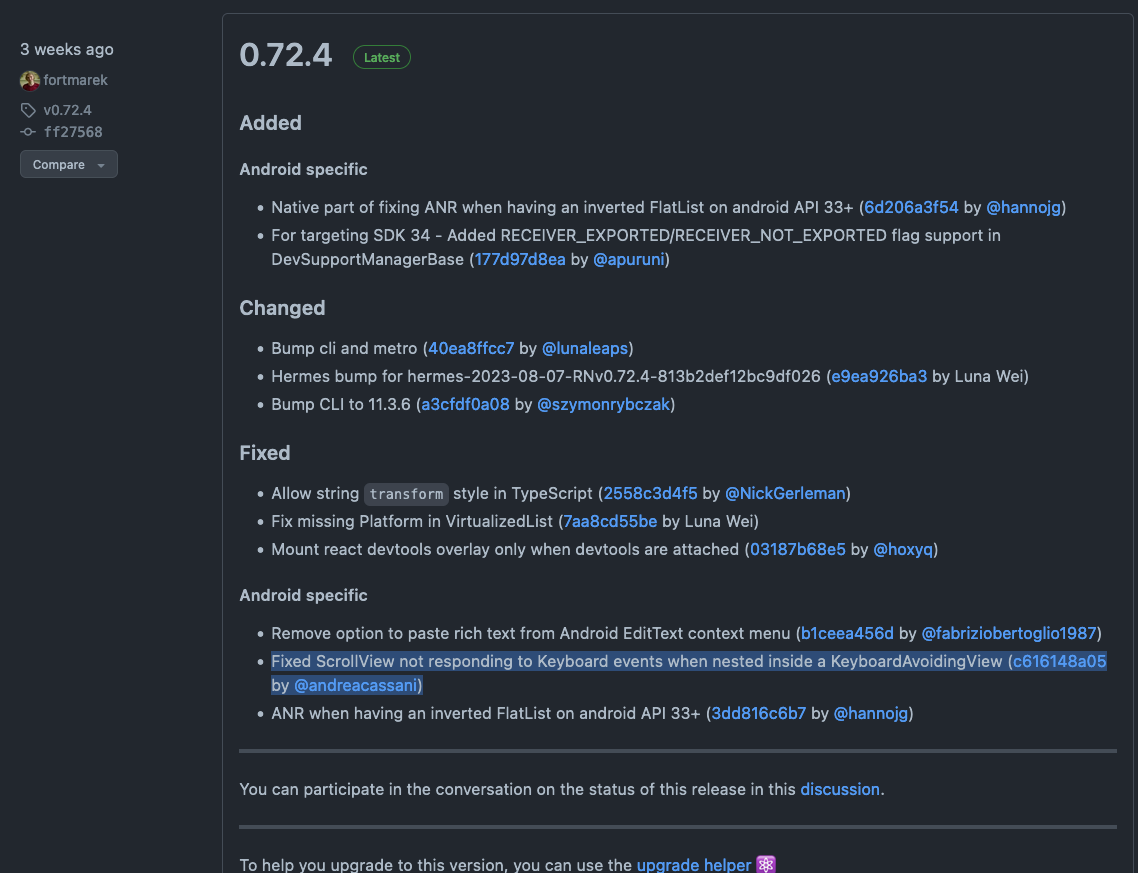 3 weeks ago
fortmarek
v0.72.4
ff27568
Compare
0.72.4 Latest
Added
Android specific
Native part of fixing ANR when having an inverted FlatList on android API 33+ (6d206a3f54 by @hannojg)
For targeting SDK 34 - Added RECEIVER_EXPORTED/RECEIVER_NOT_EXPORTED flag support in
DevSupportManagerBase (177d97d8ea by @apuruni)
Changed
Bump cli and metro (40ea8ffcc7 by @lunaleaps)
Hermes bump for hermes-2023-08-07-RNv0.72.4-813b2def12bc9df026 (e9ea926ba3 by Luna Wei)
Bump CLI to 11.3.6 (a3cfdf0a08 by @szymonrybczak)
Fixed
Allow string transform style in TypeScript (2558c3d4f5 by @NickGerleman)
Fix missing Platform in VirtualizedList (7aa8cd55be by Luna Wei)
Mount react devtools overlay only when devtools are attached (03187b68e5 by @hoxyq)
Android specific
Remove option to paste rich text from Android EditText context menu (b1ceea456d by @fabriziobertoglio1987)
Fixed ScrollView not responding to Keyboard events when nested inside a KeyboardAvoidingView (c616148a05
by @andreacassani)
ANR when having an inverted FlatList on android API 33+ (3dd816c6b7 by @hannojg)
You can participate in the conversation on the status of this release in this discussion.
To help you upgrade to this version, you can use the upgrade helper ⚛️